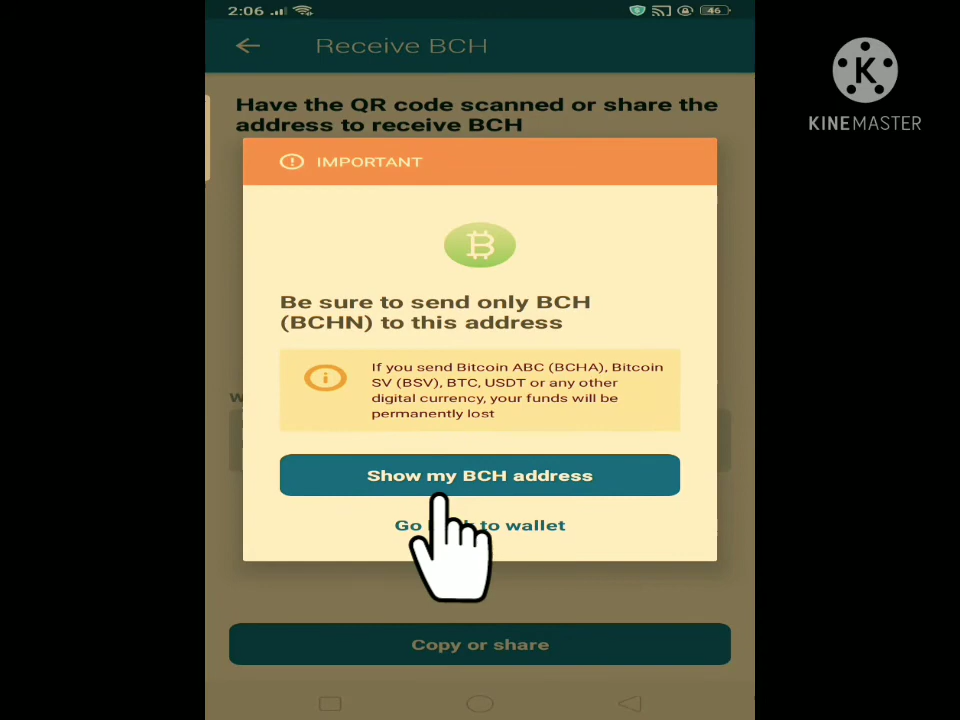 2:06
46
Receive BCH
KINEMASTER
Have the QR code scanned or share the
address to receive BCH
IMPORTANT
Be sure to send only BCH
(BCHN) to this address
If you send Bitcoin ABC (BCHA), Bitcoin
SV (BSV), BTC, USDT or any other
digital currency, your funds will be
permanently lost
Show my BCH address
Go to wallet
Copy or share